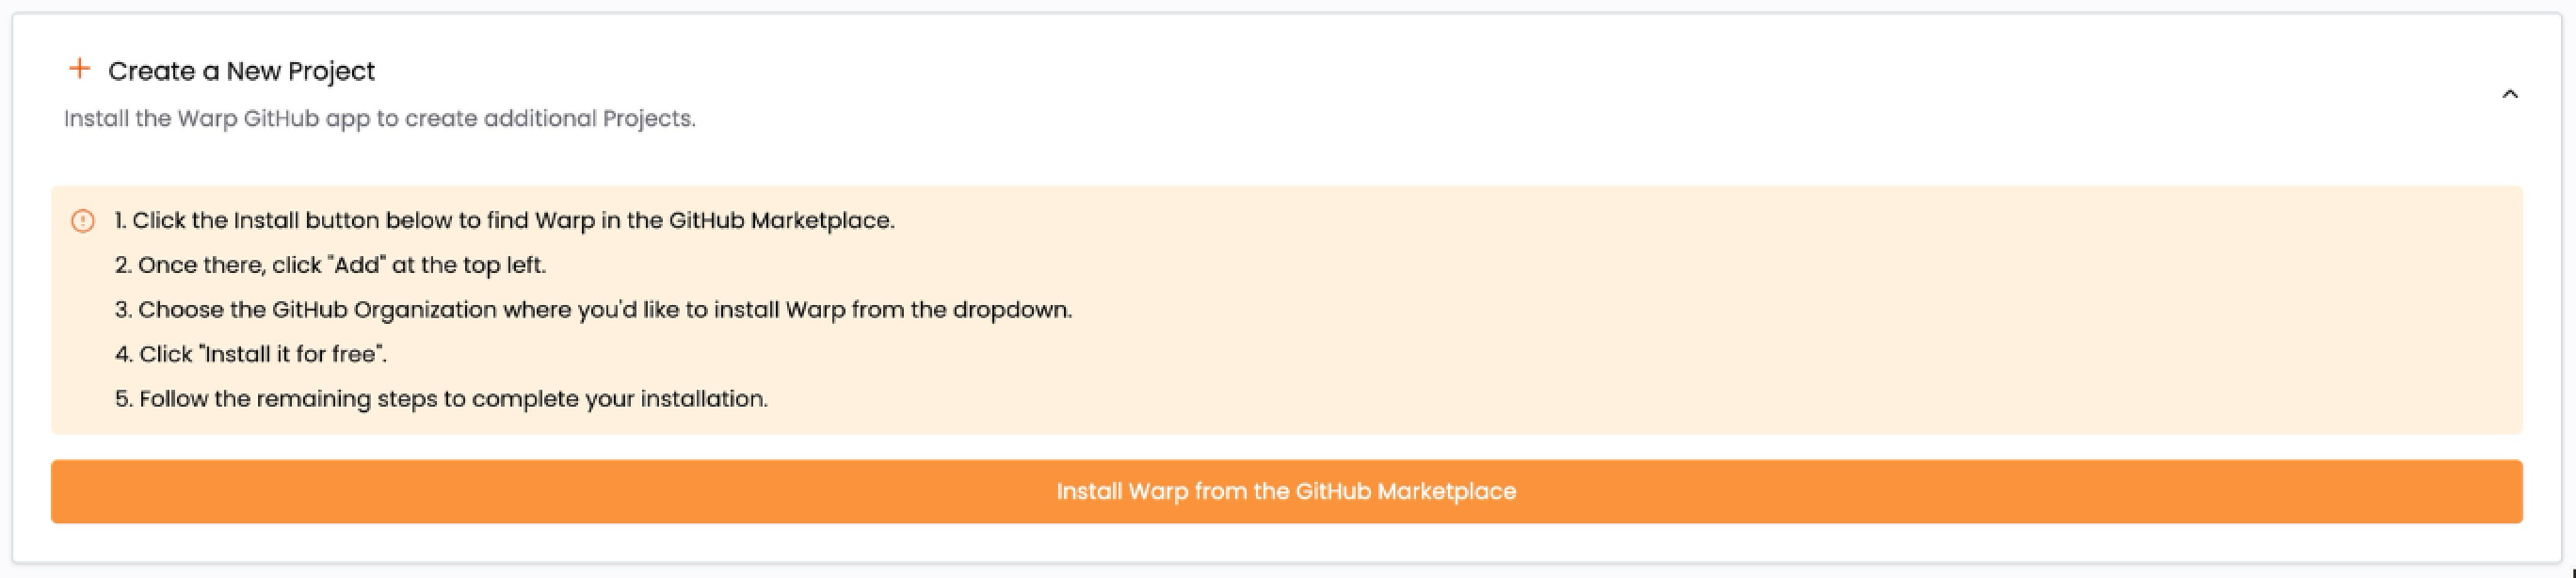 Create a New Project
Install the Warp GitHub app to create additional Projects.
1. Click the Install button below to find Warp in the GitHub Marketplace.
2. Once there, click "Add" at the top left.
3. Choose the GitHub Organization where you'd like to install Warp from the dropdown.
4. Click "Install it for free".
5. Follow the remaining steps to complete your installation.
Install Warp from the GitHub Marketplace